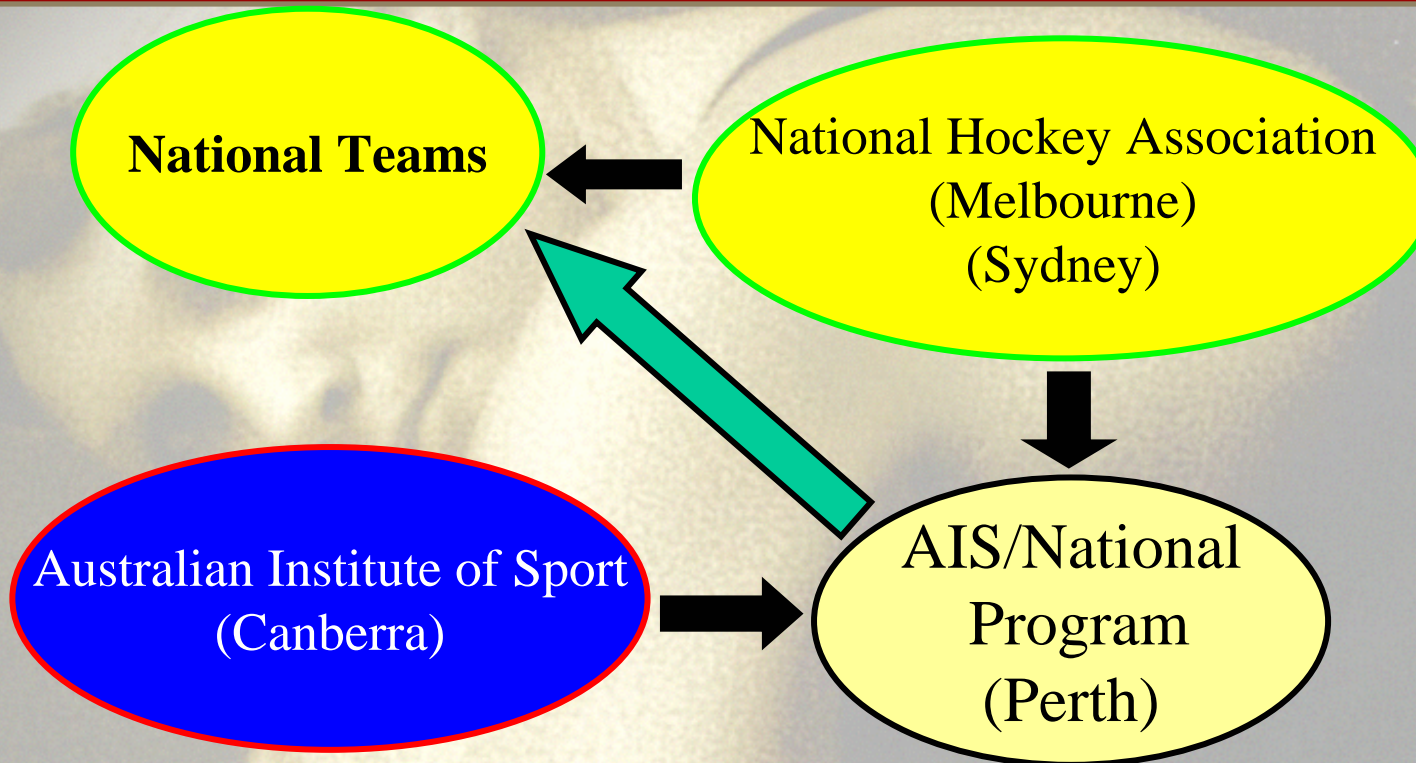 National Teams
National Hockey Association
(Melbourne)
(Sydney)
Australian Institute of Sport
(Canberra)
AIS/National
Program
(Perth)